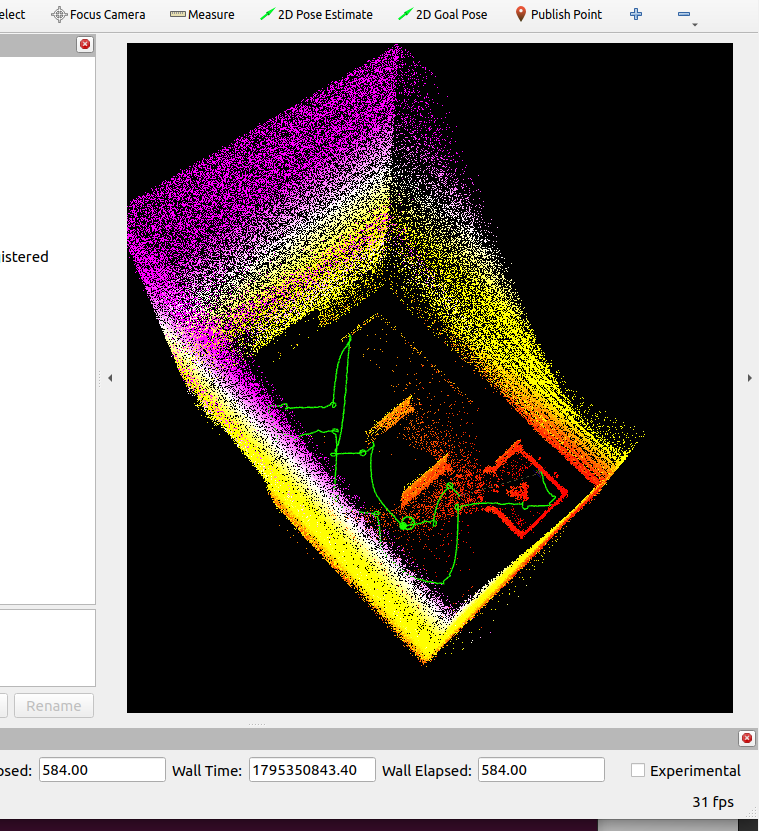 elect Focus Camera Measure 2D Pose Estimate 2D Goal Pose Publish Point
istered
Rename
osed: 584.00 Wall Time: 1795350843.40 Wall Elapsed: 584.00 Experimental
31 fps